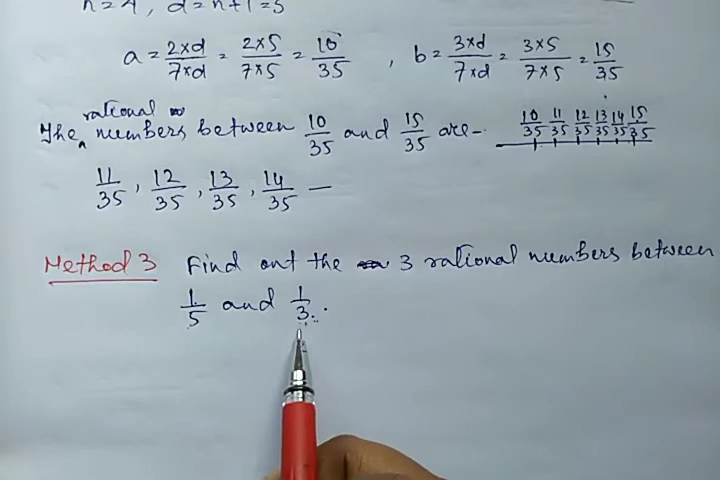 n=4, d=n+1=5
a = 2×d/7×d = 2×5/7×5 = 10/35 , b = 3×d/7×d = 3×5/7×5 = 15/35
The rational numbers between 10/35 and 15/35 are-
10/35 11/35 12/35 13/35 14/35 15/35
11/35, 12/35, 13/35, 14/35 —
Method 3 Find out the 3 rational numbers between
1/5 and 1/3.